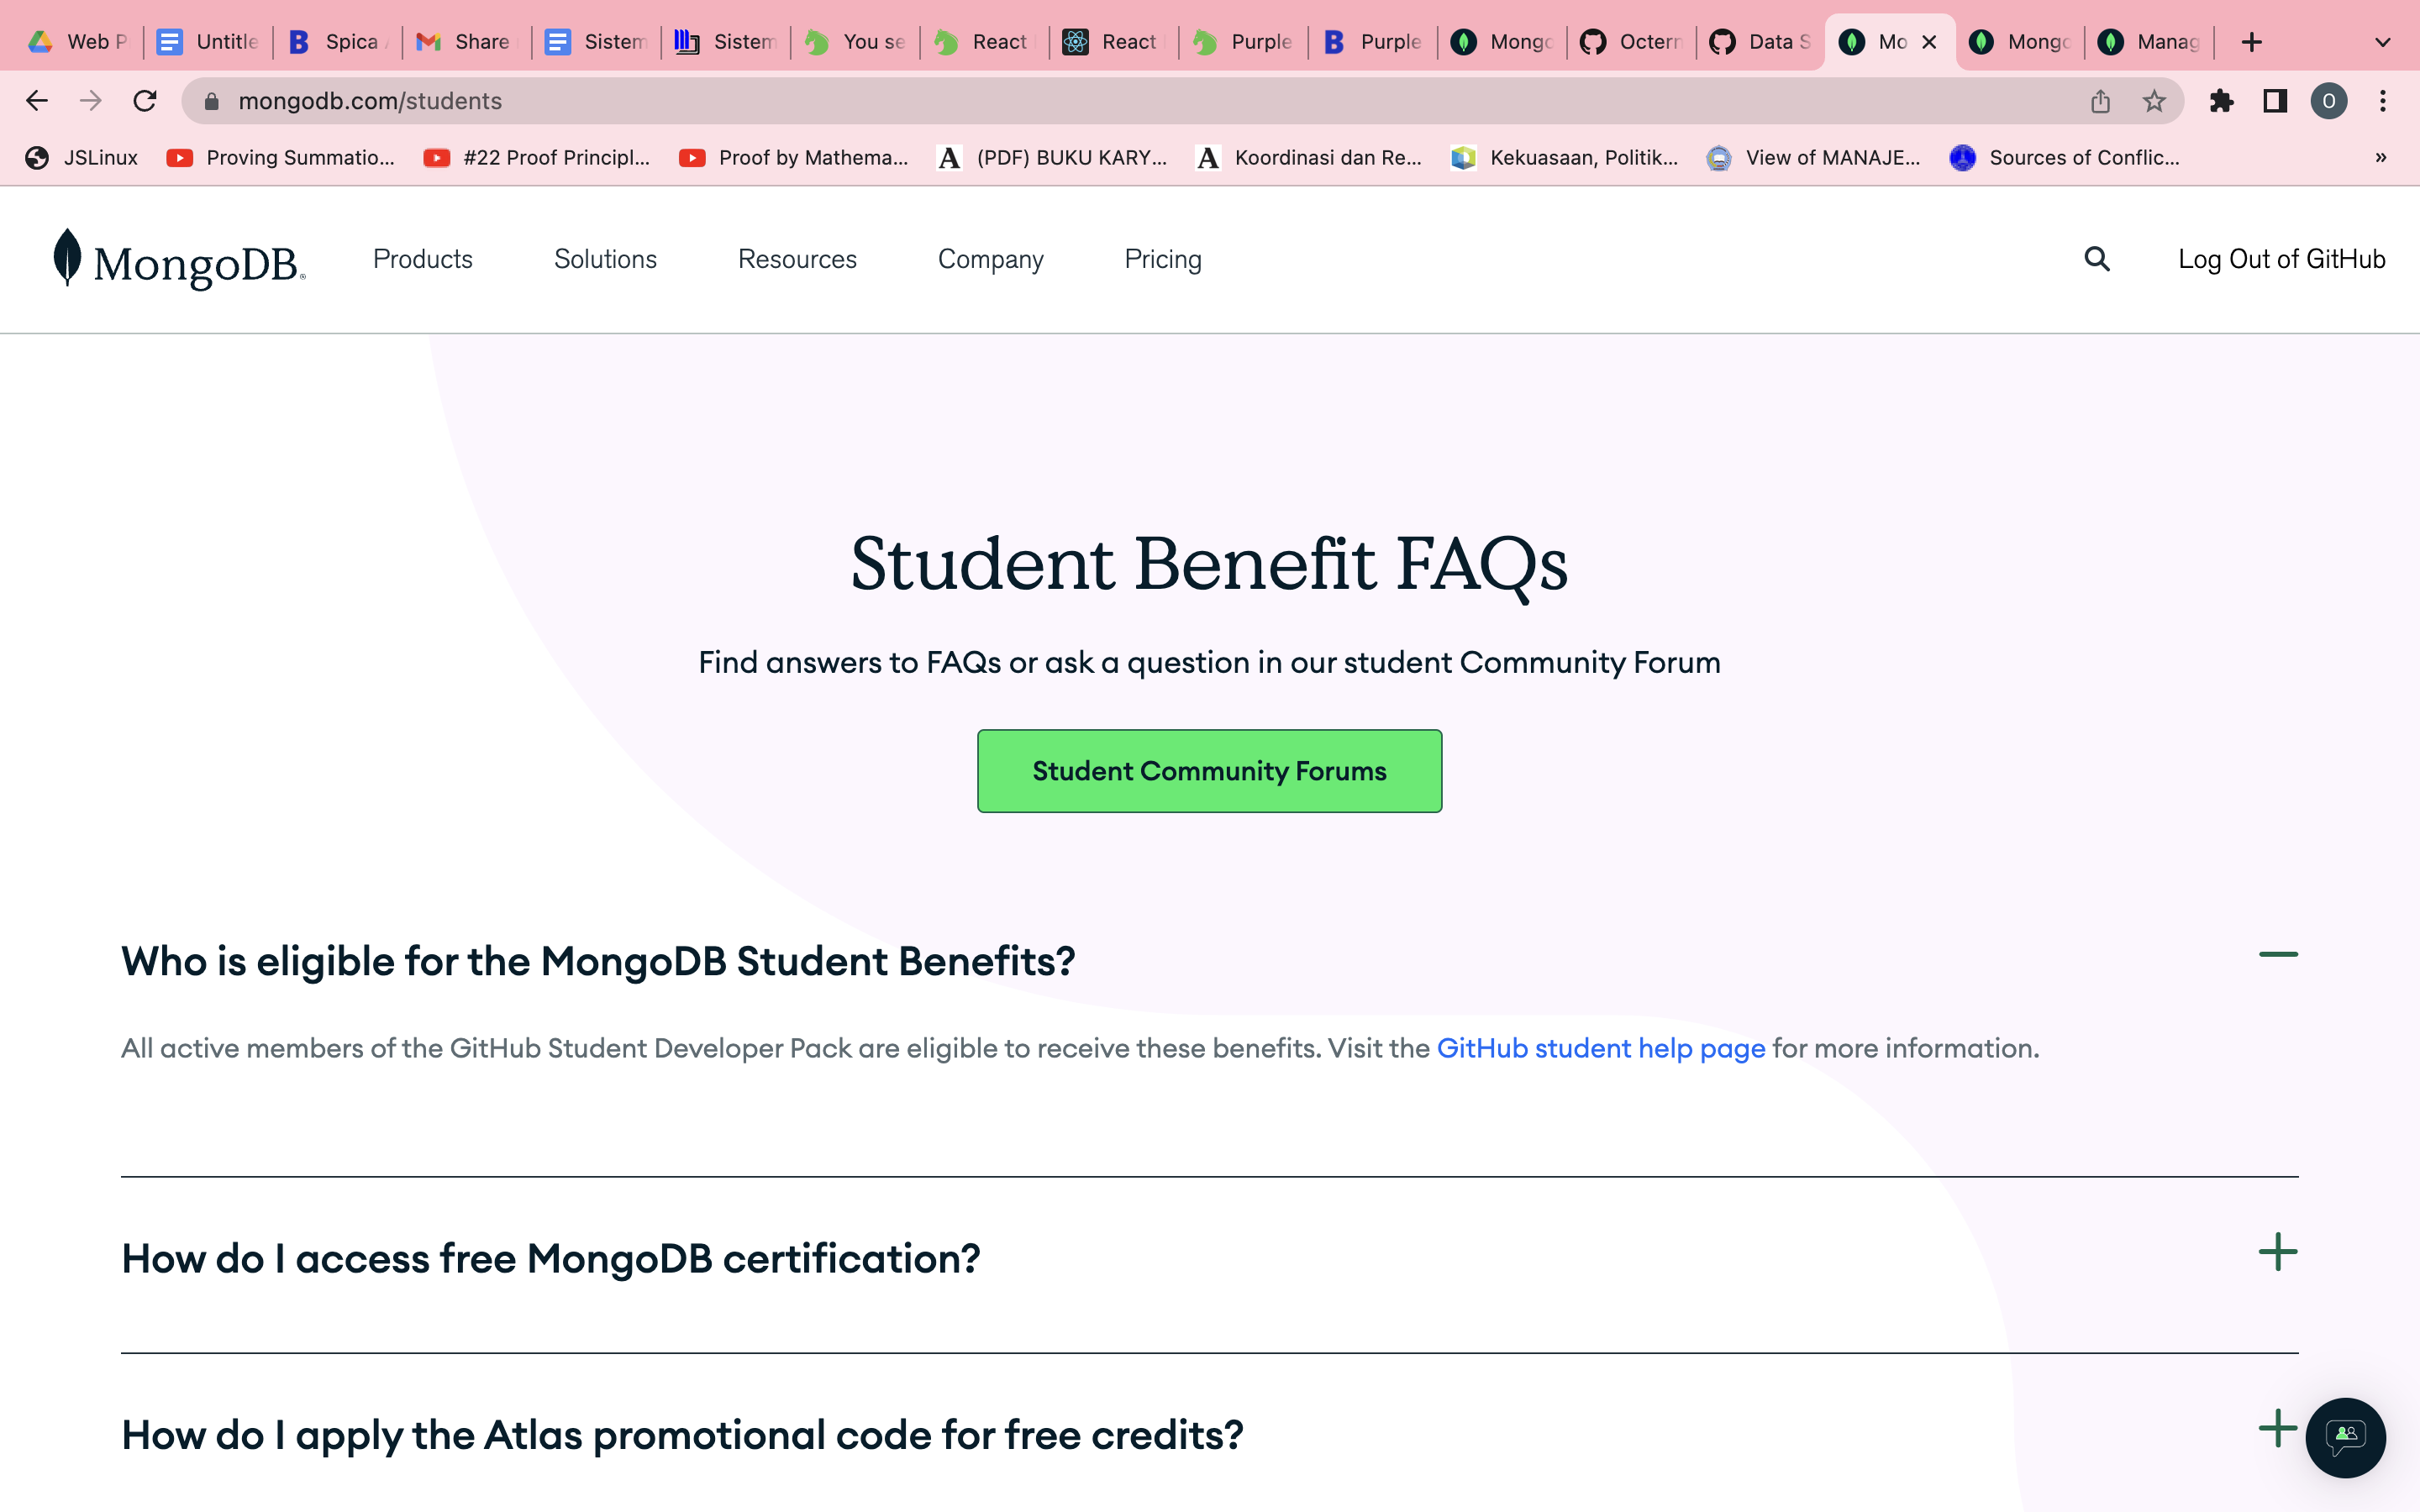 Web P Untitle Spica Share Sistem Sistem You se React React Purple Purple Mongo Octern Data S Mo Mongo Manag
mongodb.com/students O
JSLinux Proving Summatio... #22 Proof Principl... Proof by Mathema... (PDF) BUKU KARY... Koordinasi dan Re... Kekuasaan, Politik... View of MANAJE... Sources of Conflic... »
MongoDB® Products Solutions Resources Company Pricing Log Out of GitHub
Student Benefit FAQs
Find answers to FAQs or ask a question in our student Community Forum
Student Community Forums
Who is eligible for the MongoDB Student Benefits?
All active members of the GitHub Student Developer Pack are eligible to receive these benefits. Visit the GitHub student help page for more information.
How do I access free MongoDB certification?
How do I apply the Atlas promotional code for free credits?